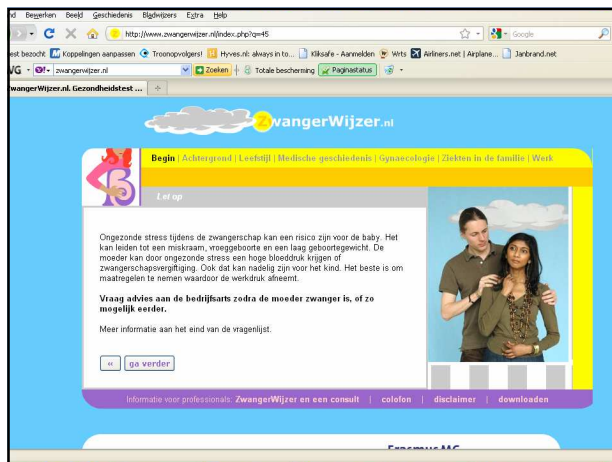 nd Bewerken Beeld Geschiedenis Bladwijzers Extra Help
http://www.zwangerwijzer.nl/index.php?q=45
Google
est bezocht Koppelingen aanpassen Troonopvolgers! Hyves.nl: always in to... Kliksafe - Aanmelden Wrts Airliners.net | Airplane... Janbrand.net
VG zwangerwijzer.nl Zoeken Totale bescherming Paginastatus
wangerWijzer.nl. Gezondheidstest ...
ZwangerWijzer.nl
Begin | Achtergrond | Leefstijl | Medische geschiedenis | Gynaecologie | Ziekten in de familie | Werk
Let op
Ongezonde stress tijdens de zwangerschap kan een risico zijn voor de baby. Het
kan leiden tot een miskraam, vroeggeboorte en een laag geboortegewicht. De
moeder kan door ongezonde stress een hoge bloeddruk krijgen of
zwangerschapsvergiftiging. Ook dat kan nadelig zijn voor het kind. Het beste is om
maatregelen te nemen waardoor de werkdruk afneemt.
Vraag advies aan de bedrijfsarts zodra de moeder zwanger is, of zo
mogelijk eerder.
Meer informatie aan het eind van de vragenlijst.
« ga verder
Informatie voor professionals: ZwangerWijzer en een consult | colofon | disclaimer | downloaden
Erasmus MC